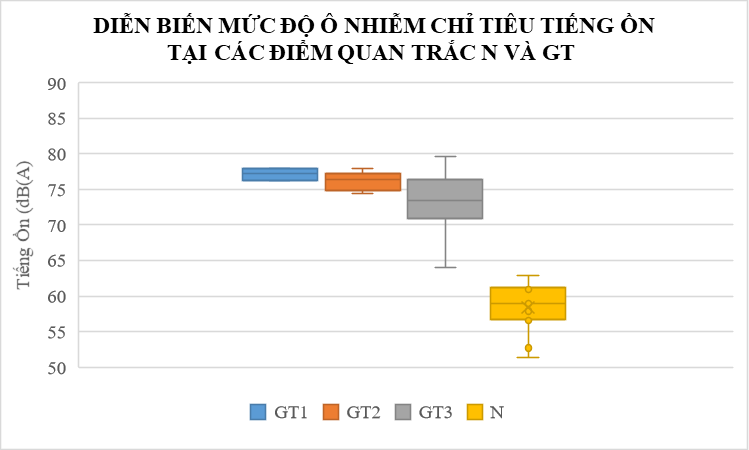 DIỄN BIẾN MỨC ĐỘ Ô NHIỄM CHỈ TIÊU TIẾNG ỒN
TẠI CÁC ĐIỂM QUAN TRẮC N VÀ GT
90
85
80
75
70
65
60
55
50
Tiếng Ồn (dB(A)
GT1 GT2 GT3 N